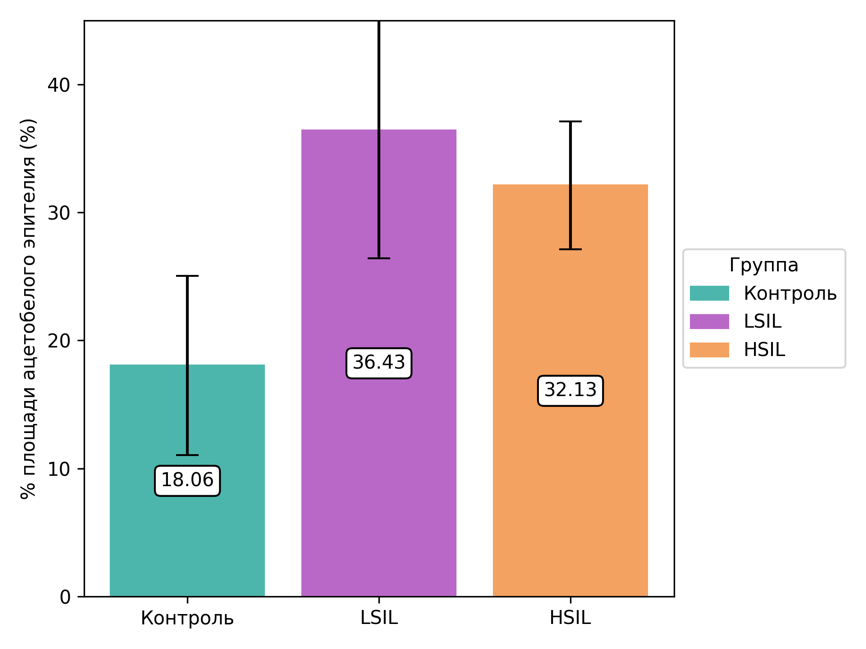 % площади ацетобелого эпителия (%)
40
30
20
10
0
36.43
32.13
18.06
Контроль
LSIL
HSIL
Группа
Контроль
LSIL
HSIL